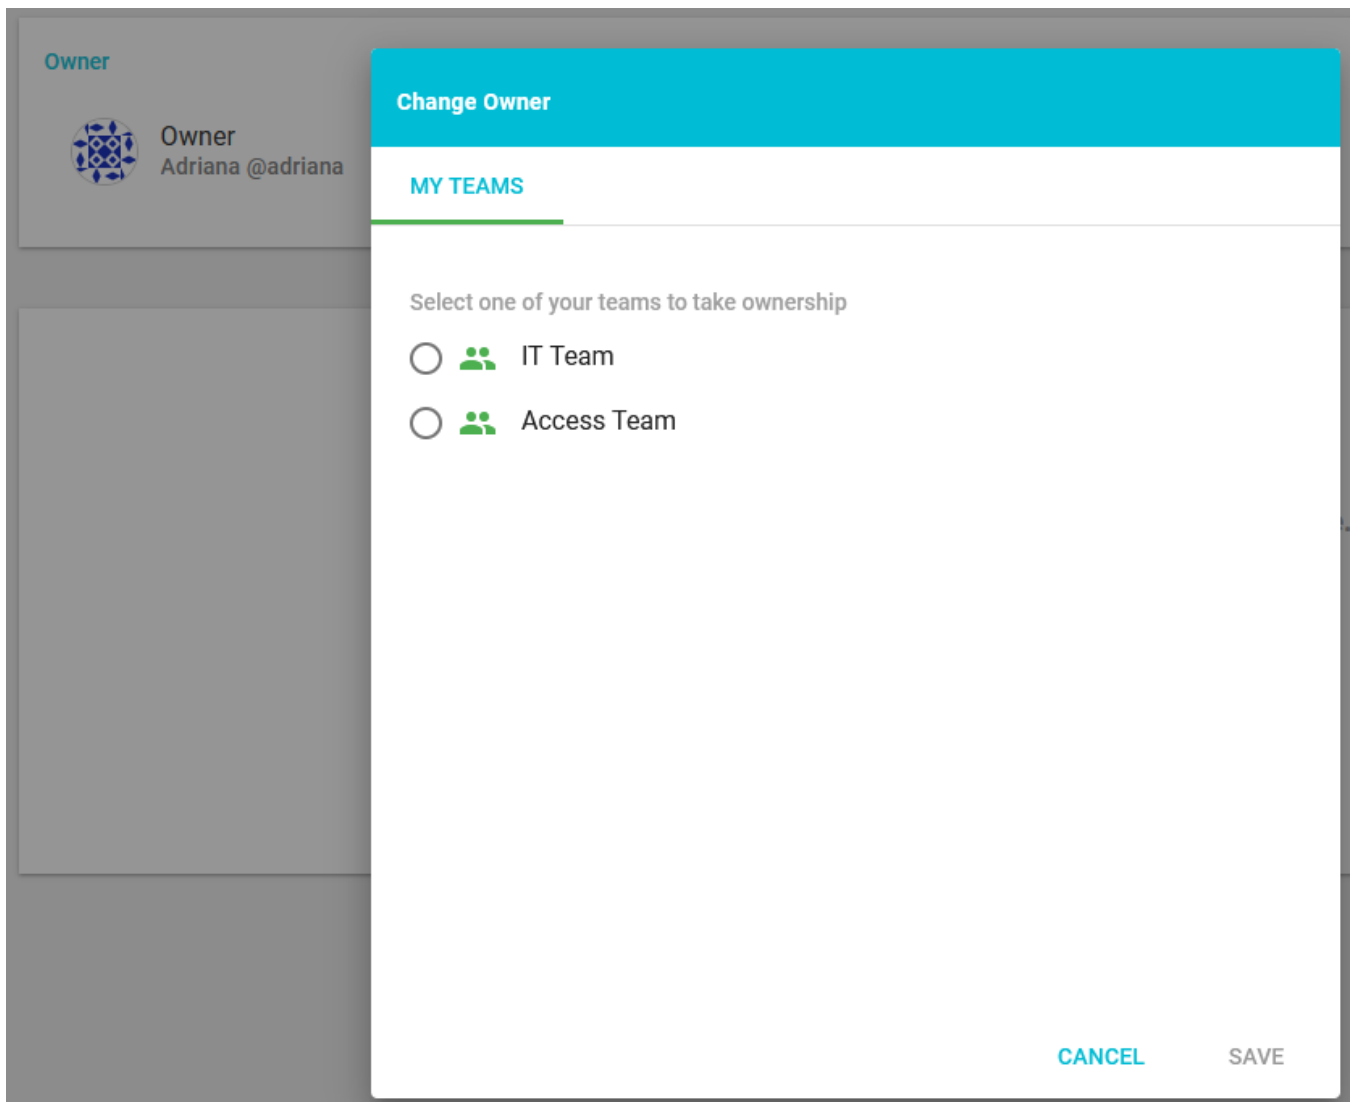 Owner
Owner
Adriana @adriana
Change Owner
MY TEAMS
Select one of your teams to take ownership
IT Team
Access Team
CANCEL SAVE